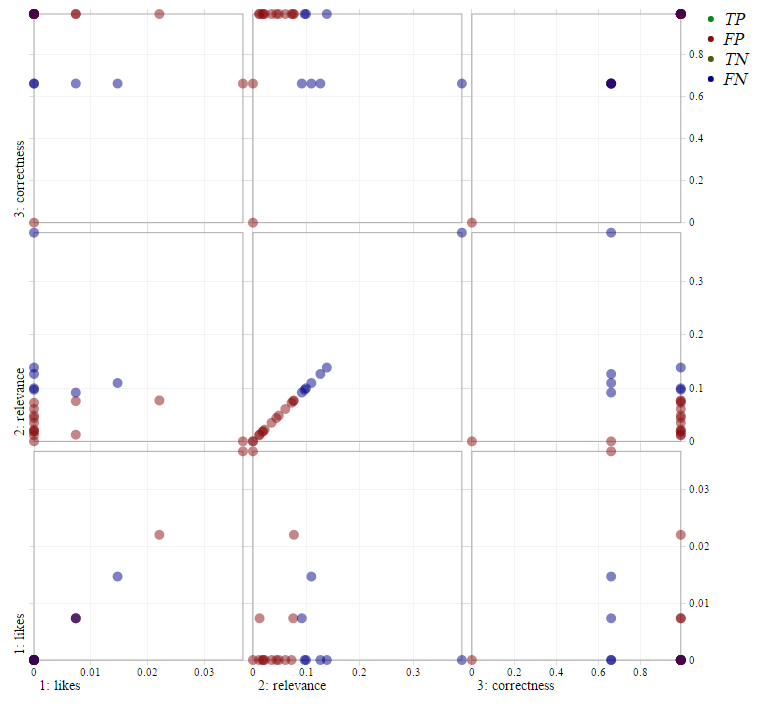 TP
FP
TN
FN
3: correctness
0.8
0.6
0.4
0.2
0
2: relevance
0.3
0.2
0.1
0
1: likes
0.03
0.02
0.01
0
0 0.01 0.02 0.03 0 0.1 0.2 0.3 0 0.2 0.4 0.6 0.8
1: likes 2: relevance 3: correctness